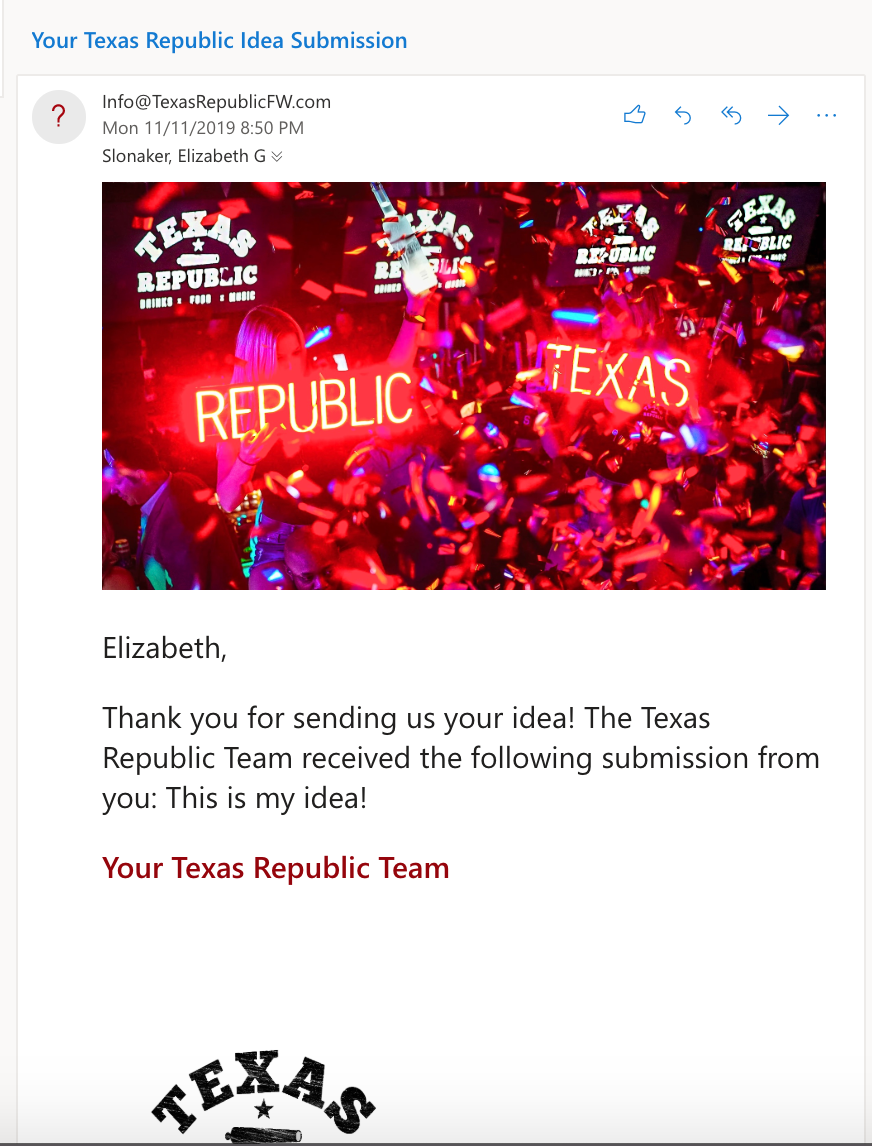 Your Texas Republic Idea Submission
?
Info@TexasRepublicFW.com
Mon 11/11/2019 8:50 PM
Slonaker, Elizabeth G
TEXAS
REPUBLIC
DRINKS FOOD MUSIC
TEXAS
REPUBLIC
DRINKS MUSIC
TEXAS
REPUBLIC
TEXAS
REPUBLIC
REPUBLIC
TEXAS
Elizabeth,
Thank you for sending us your idea! The Texas
Republic Team received the following submission from
you: This is my idea!
Your Texas Republic Team
TEXAS